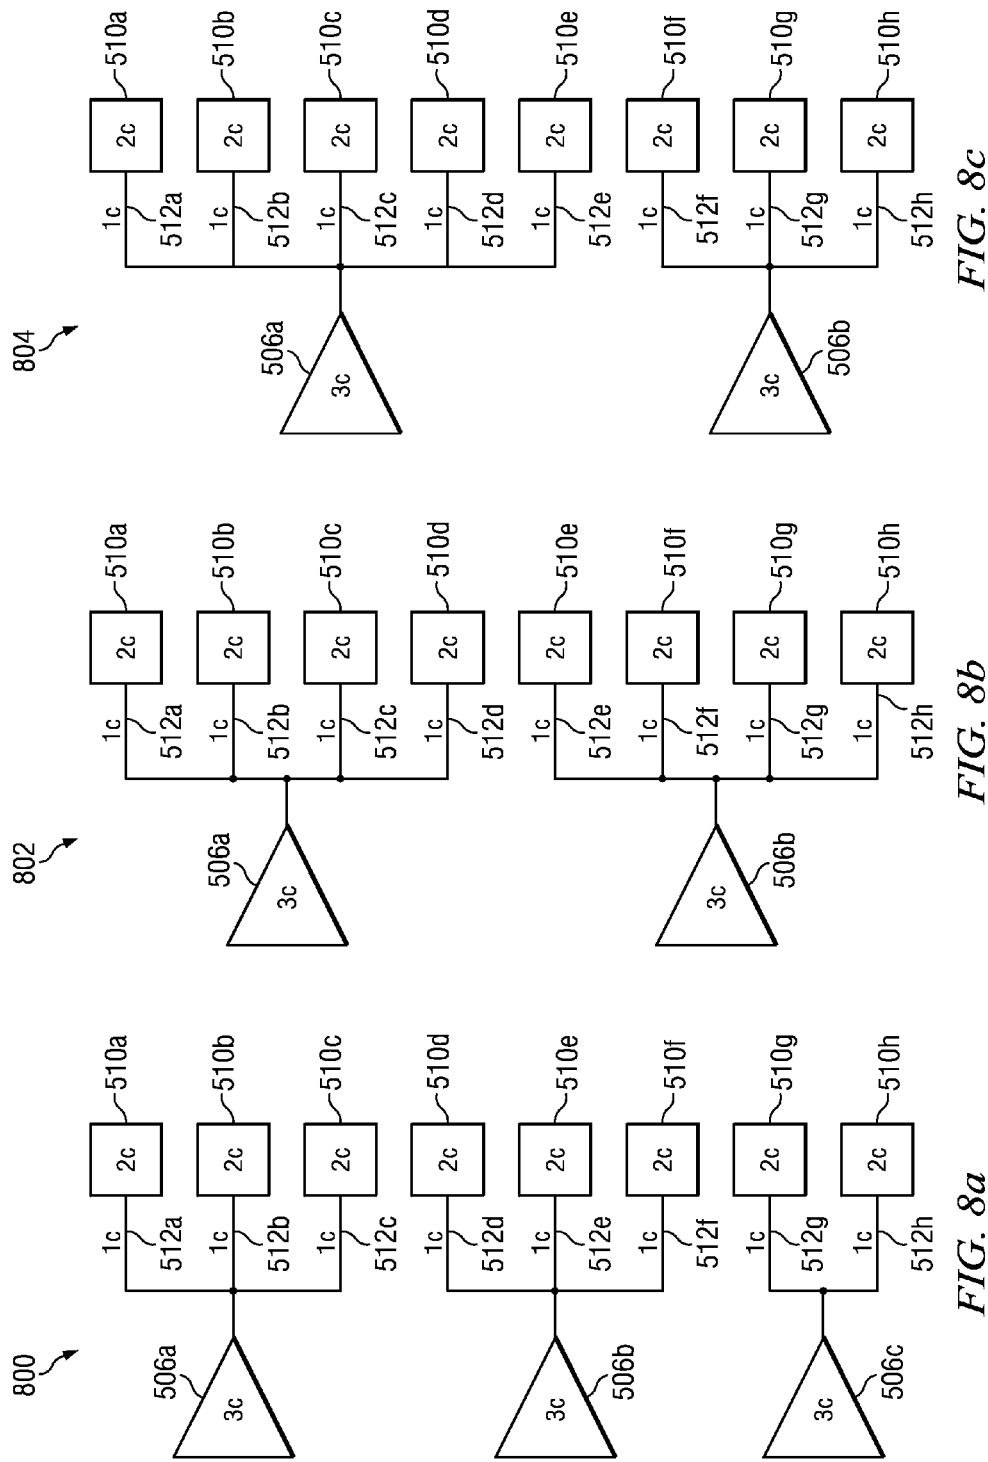 800
506a
3c
1c
512a
2c
510a
1c
512b
2c
510b
1c
512c
2c
510c
506b
3c
1c
512d
2c
510d
1c
512e
2c
510e
1c
512f
2c
510f
506c
3c
1c
512g
2c
510g
1c
512h
2c
510h
FIG. 8a
802
506a
3c
1c
512a
2c
510a
1c
512b
2c
510b
1c
512c
2c
510c
1c
512d
2c
510d
506b
3c
1c
512e
2c
510e
1c
512f
2c
510f
1c
512g
2c
510g
1c
512h
2c
510h
FIG. 8b
804
506a
3c
1c
512a
2c
510a
1c
512b
2c
510b
1c
512c
2c
510c
1c
512d
2c
510d
1c
512e
2c
510e
506b
3c
1c
512f
2c
510f
1c
512g
2c
510g
1c
512h
2c
510h
FIG. 8c